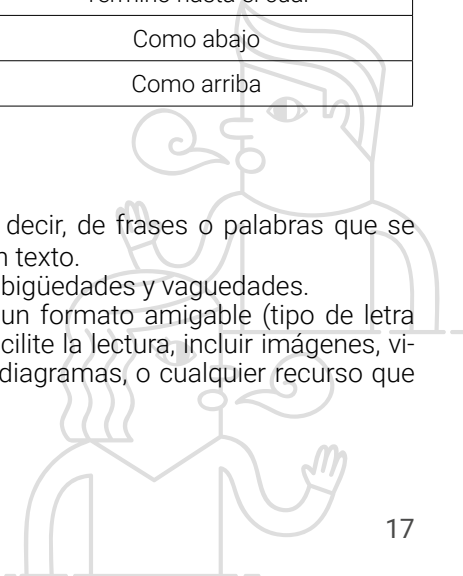 Término hasta el cual
Como abajo
Como arriba
decir, de frases o palabras que se
texto.
bigüedades y vaguedades.
un formato amigable (tipo de letra
cilite la lectura, incluir imágenes, vi-
diagramas, o cualquier recurso que
17